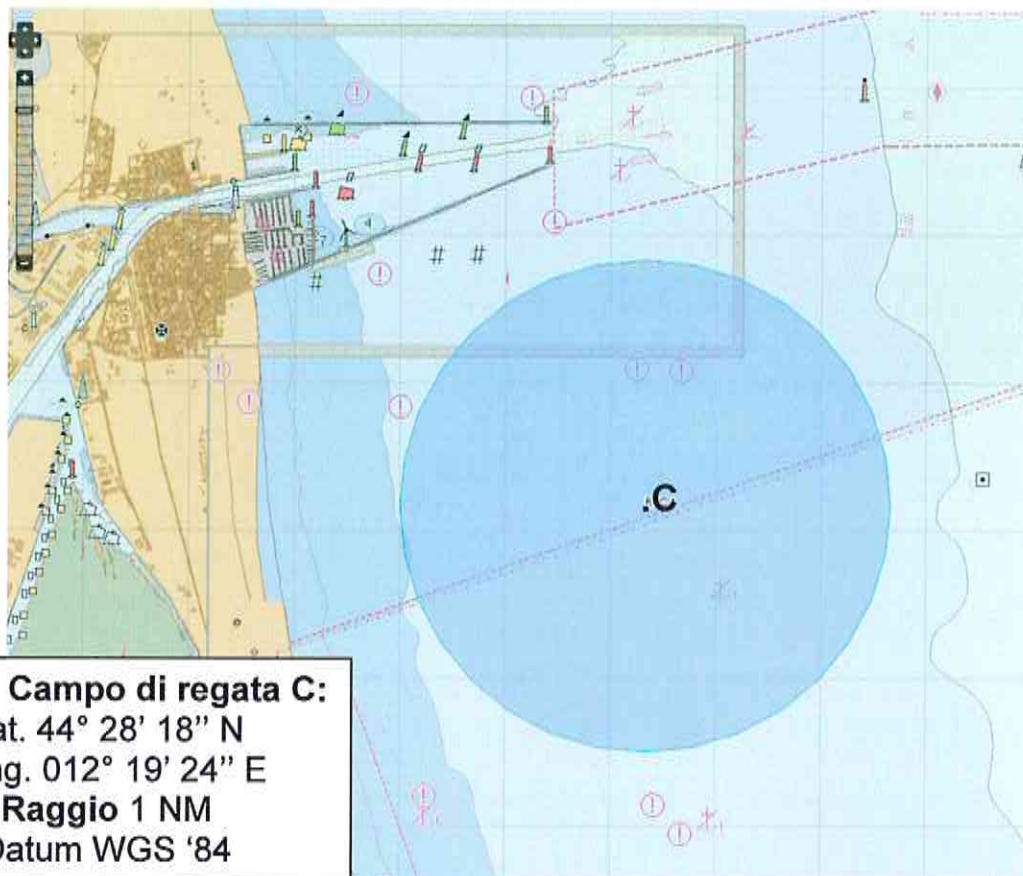 .C
Campo di regata C:
at. 44° 28’ 18” N
ng. 012° 19’ 24” E
Raggio 1 NM
Datum WGS ‘84